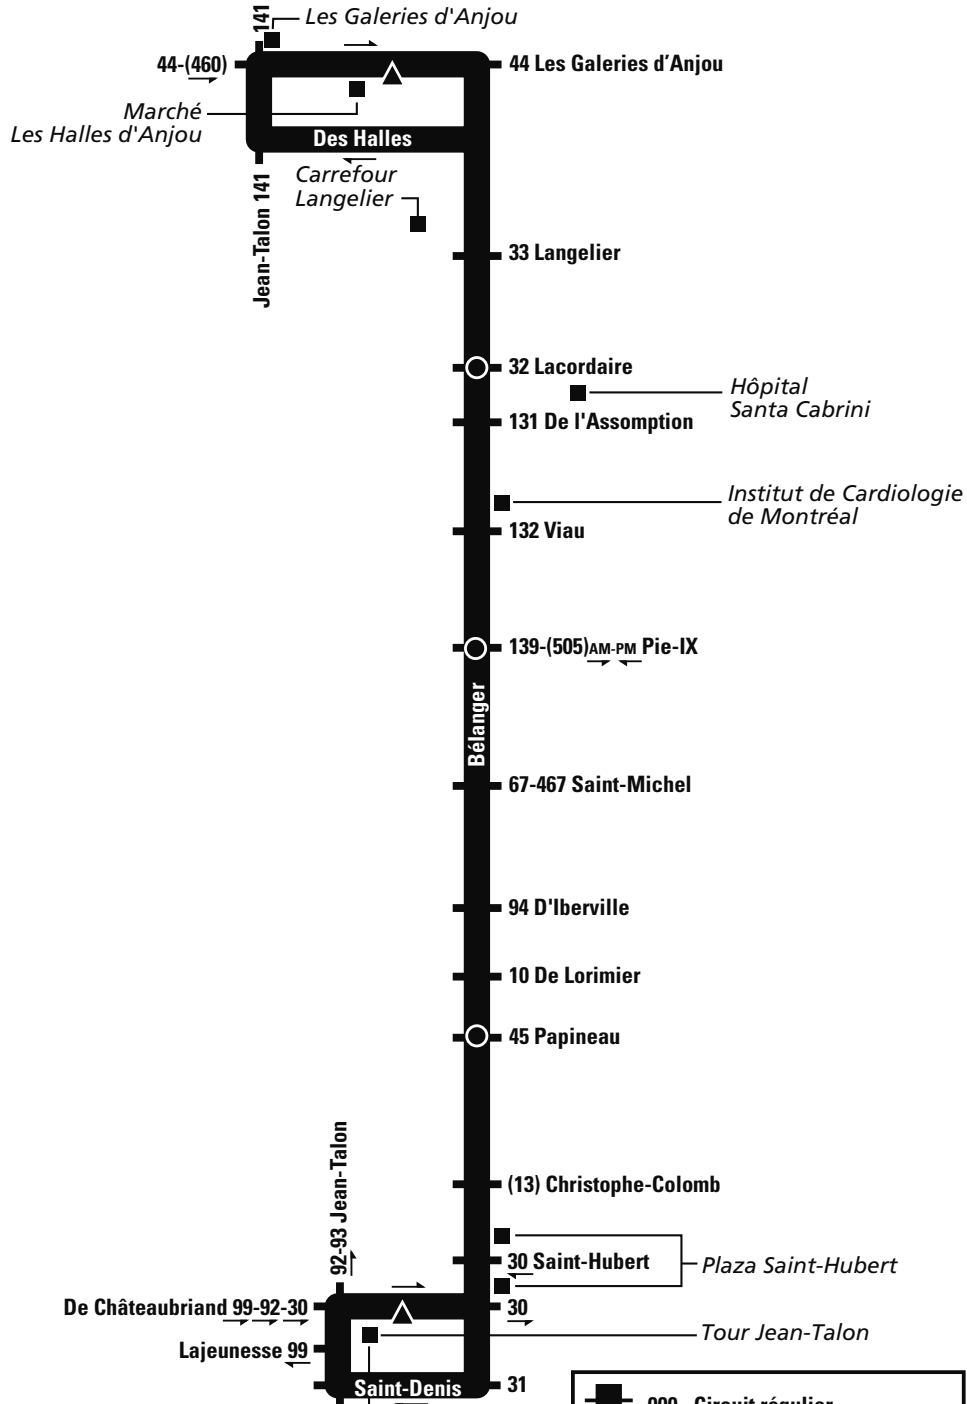 141
Les Galeries d'Anjou
44-(460)
44 Les Galeries d'Anjou
Marché
Les Halles d'Anjou
Des Halles
Carrefour
Langelier
Jean-Talon 141
33 Langelier
32 Lacordaire
Hôpital
Santa Cabrini
131 De l'Assomption
Institut de Cardiologie
de Montréal
132 Viau
139-(505)AM-PM Pie-IX
Bélanger
67-467 Saint-Michel
94 D'Iberville
10 De Lorimier
45 Papineau
92-93 Jean-Talon
(13) Christophe-Colomb
30 Saint-Hubert
Plaza Saint-Hubert
De Châteaubriand 99-92-30
30
Tour Jean-Talon
Lajeunesse 99
Saint-Denis
31
000 Circuit régulier